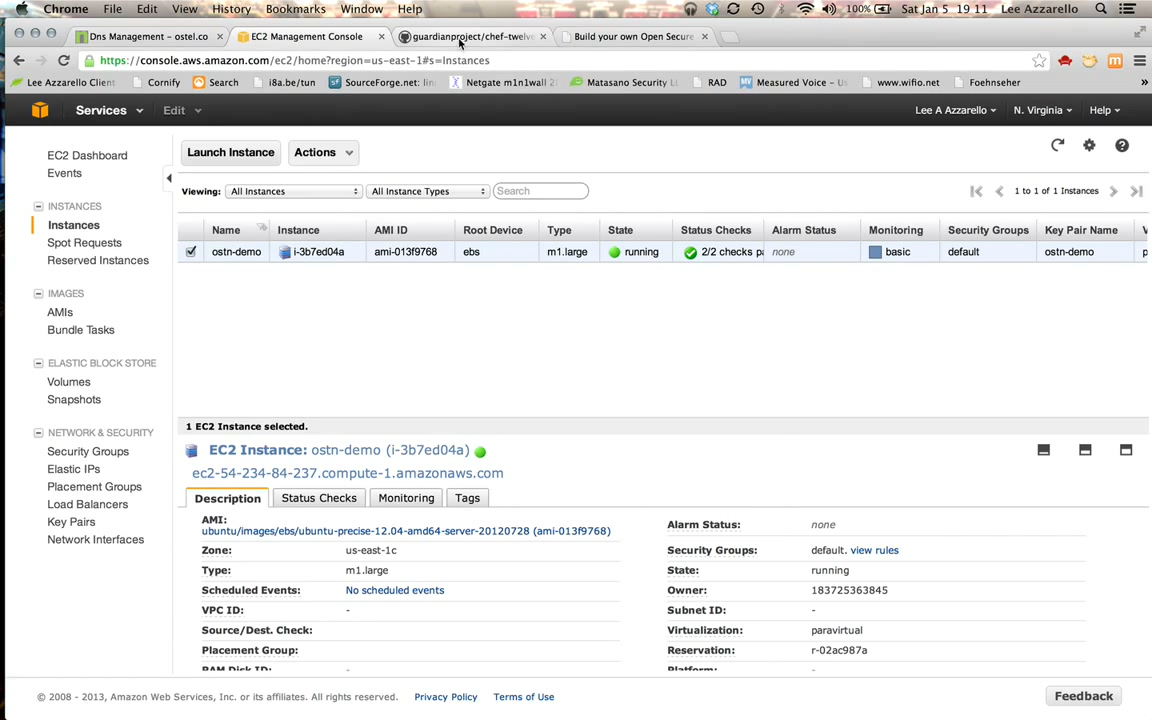 Chrome File Edit View History Bookmarks Window Help 100% Sat Jan 5 19 11 Lee Azzarello
Dns Management - ostel.co EC2 Management Console guardianproject/chef-twelve Build your own Open Secure
https://console.aws.amazon.com/ec2/home?region=us-east-1#s=Instances
Lee Azzarello Client Cornify Search i8a.be/tun SourceForge.net: Netgate m1n1wall Matasano Security RAD Measured Voice - www.wifio.net Foehnseher »
Services Edit Lee A Azzarello N. Virginia Help
Launch Instance Actions
EC2 Dashboard
Events
Viewing: All Instances All Instance Types Search 1 to 1 of 1 Instances
INSTANCES
Instances
Spot Requests
Reserved Instances
Name Instance AMI ID Root Device Type State Status Checks Alarm Status Monitoring Security Groups Key Pair Name V
ostn-demo i-3b7ed04a ami-013f9768 ebs m1.large running 2/2 checks pa none basic default ostn-demo p
IMAGES
AMIs
Bundle Tasks
ELASTIC BLOCK STORE
Volumes
Snapshots
NETWORK & SECURITY
Security Groups
Elastic IPs
Placement Groups
Load Balancers
Key Pairs
Network Interfaces
1 EC2 Instance selected.
EC2 Instance: ostn-demo (i-3b7ed04a)
ec2-54-234-84-237.compute-1.amazonaws.com
Description Status Checks Monitoring Tags
AMI:
ubuntu/images/ebs/ubuntu-precise-12.04-amd64-server-20120728 (ami-013f9768)
Alarm Status: none
Zone: us-east-1c
Security Groups: default. view rules
Type: m1.large
State: running
Scheduled Events: No scheduled events
Owner: 183725363845
VPC ID: -
Subnet ID: -
Source/Dest. Check:
Virtualization: paravirtual
Placement Group:
Reservation: r-02ac987a
RAM Disk ID: -
Platform: -
© 2008 - 2013, Amazon Web Services, Inc. or its affiliates. All rights reserved. Privacy Policy Terms of Use Feedback